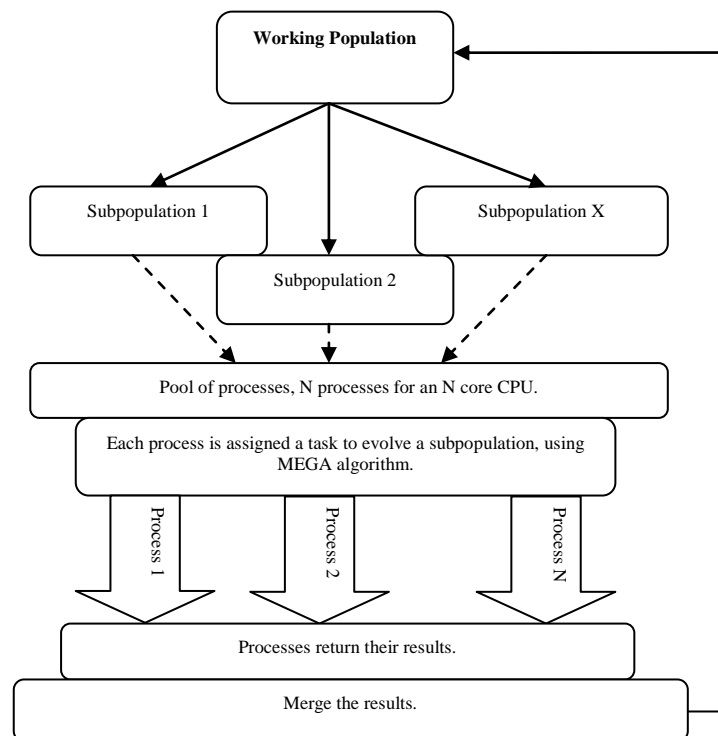 Working Population
Subpopulation 1
Subpopulation X
Subpopulation 2
Pool of processes, N processes for an N core CPU.
Each process is assigned a task to evolve a subpopulation, using
MEGA algorithm.
Process 1
Process 2
Process N
Processes return their results.
Merge the results.